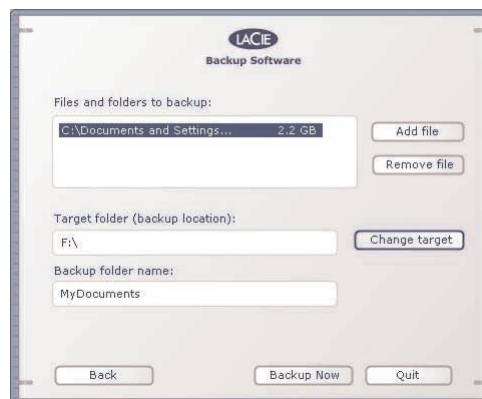 LACIE
Backup Software
Files and folders to backup:
C:\Documents and Settings... 2.2 GB
Add file
Remove file
Target folder (backup location):
F:\
Change target
Backup folder name:
MyDocuments
Back
Backup Now
Quit